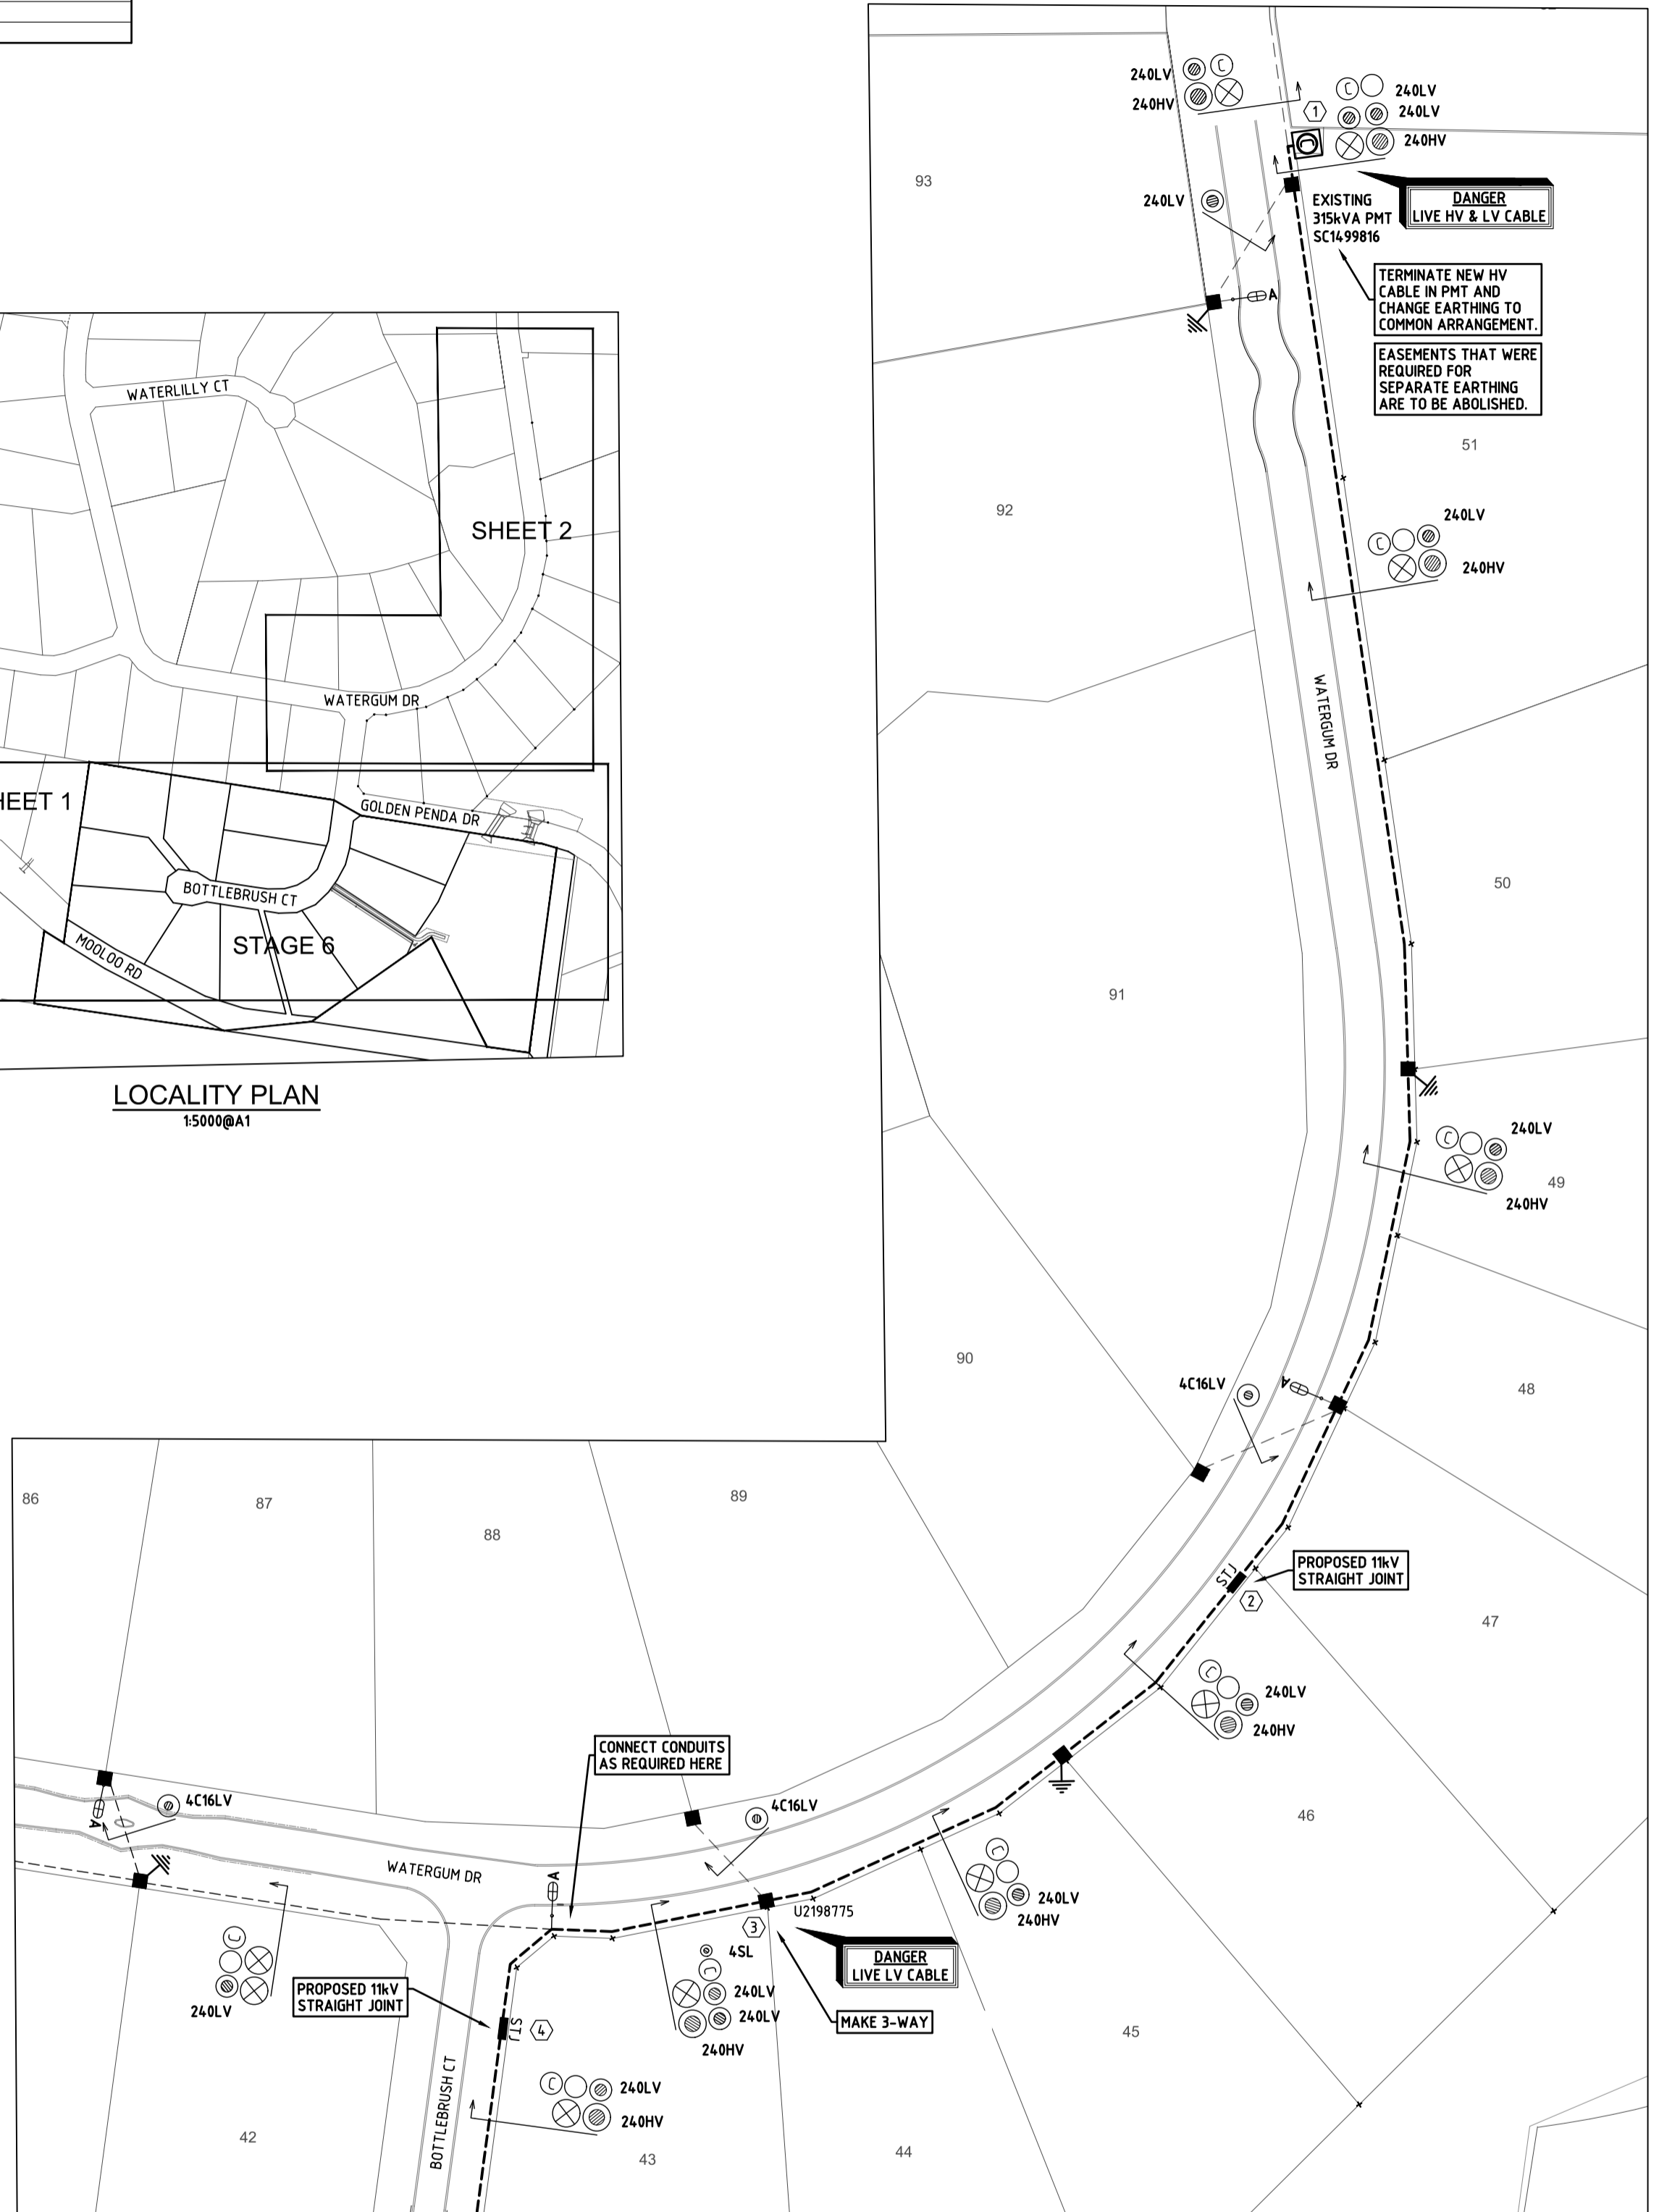 240LV
240HV
240LV
240LV
240HV
1
93
240LV
DANGER
LIVE HV & LV CABLE
EXISTING
315kVA PMT
SC1499816
A
TERMINATE NEW HV
CABLE IN PMT AND
CHANGE EARTHING TO
COMMON ARRANGEMENT.
EASEMENTS THAT WERE
REQUIRED FOR
SEPARATE EARTHING
ARE TO BE ABOLISHED.
51
92
240LV
240HV
WATERGUM DR
50
91
240LV
49
240HV
90
4C16LV
A
48
STJ
2
PROPOSED 11kV
STRAIGHT JOINT
47
240LV
240HV
46
WATERLILLY CT
SHEET 2
WATERGUM DR
HEET 1
GOLDEN PENDA DR
BOTTLEBRUSH CT
STAGE 6
MOOLOO RD
LOCALITY PLAN
1:5000@A1
86
87
88
89
CONNECT CONDUITS
AS REQUIRED HERE
4C16LV
A
4C16LV
WATERGUM DR
A
240LV
240HV
U2198775
3
4SL
240LV
240LV
240HV
DANGER
LIVE LV CABLE
MAKE 3-WAY
240LV
PROPOSED 11kV
STRAIGHT JOINT
STJ
4
240LV
240HV
BOTTLEBRUSH CT
42
43
44
45